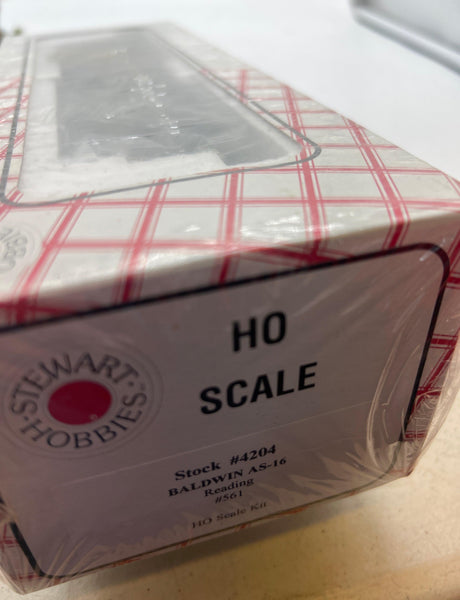 STEWART
HOBBIES
HO
SCALE
Stock #4204
BALDWIN AS-16
Reading
#561
HO Scale Kit